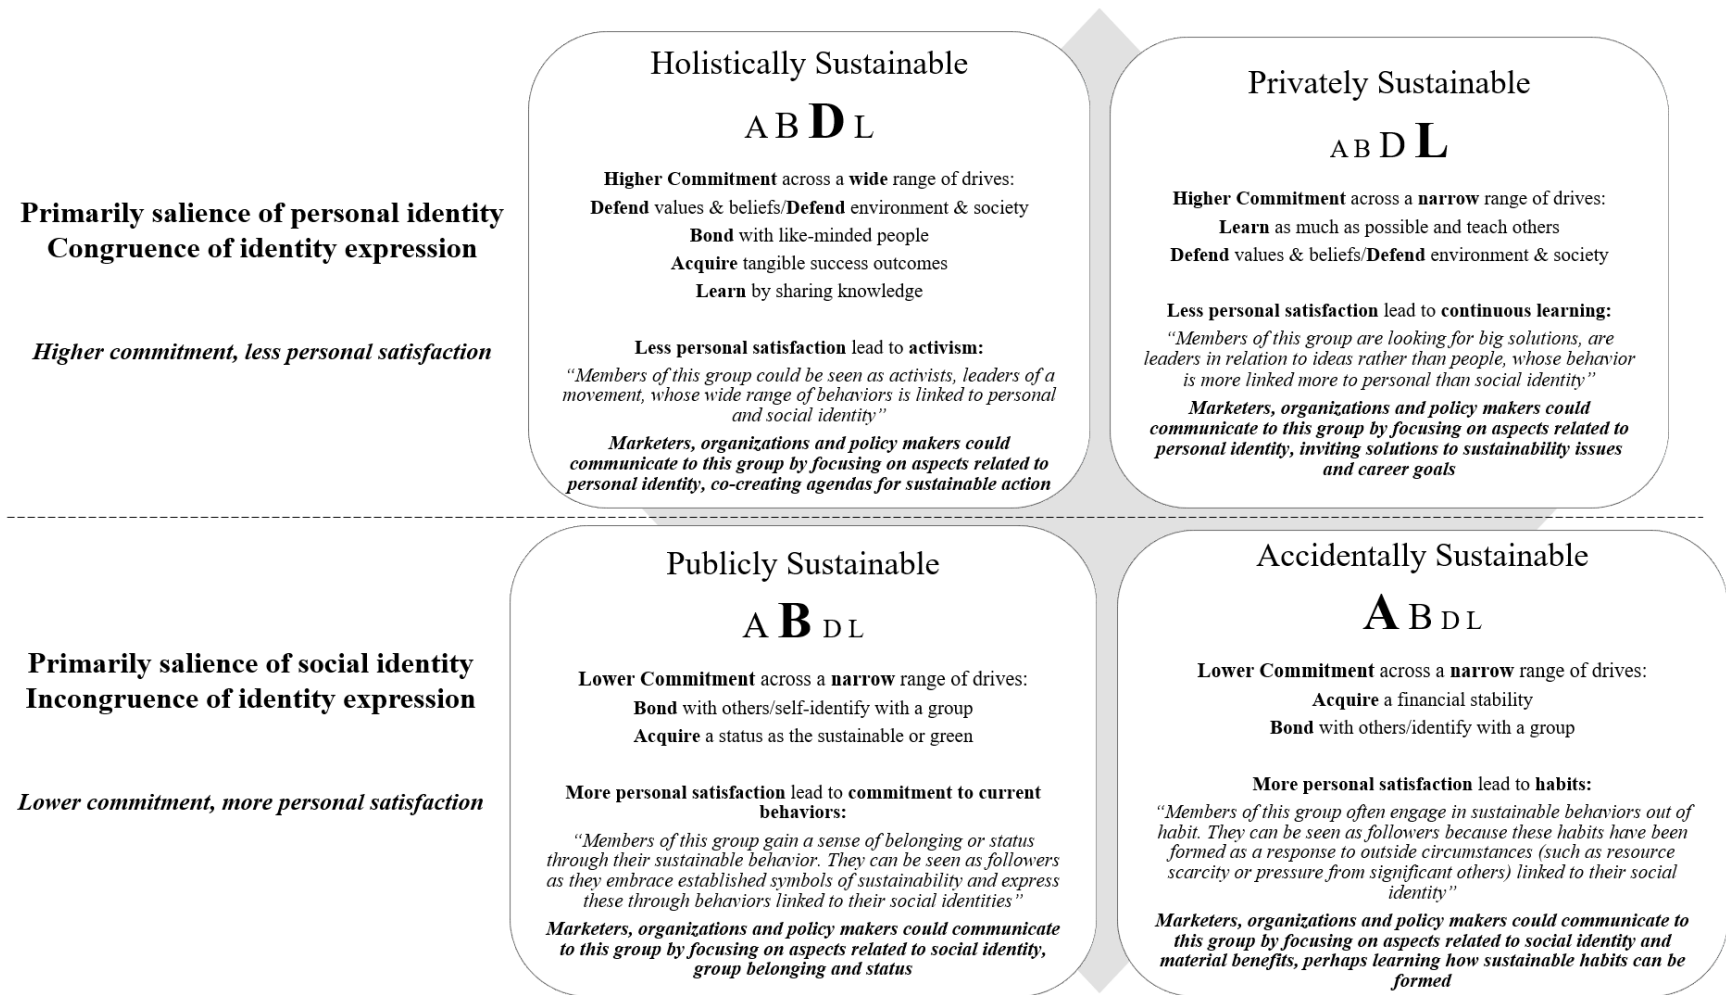 Primarily salience of personal identity
Congruence of identity expression
Higher commitment, less personal satisfaction
Holistically Sustainable
A B D L
Higher Commitment across a wide range of drives:
Defend values & beliefs/Defend environment & society
Bond with like-minded people
Acquire tangible success outcomes
Learn by sharing knowledge
Less personal satisfaction lead to activism:
“Members of this group could be seen as activists, leaders of a
movement, whose wide range of behaviors is linked to personal
and social identity”
Marketers, organizations and policy makers could
communicate to this group by focusing on aspects related to
personal identity, co-creating agendas for sustainable action
Privately Sustainable
A B D L
Higher Commitment across a narrow range of drives:
Learn as much as possible and teach others
Defend values & beliefs/Defend environment & society
Less personal satisfaction lead to continuous learning:
“Members of this group are looking for big solutions, are
leaders in relation to ideas rather than people, whose behavior
is more linked more to personal than social identity”
Marketers, organizations and policy makers could
communicate to this group by focusing on aspects related to
personal identity, inviting solutions to sustainability issues
and career goals
Primarily salience of social identity
Incongruence of identity expression
Lower commitment, more personal satisfaction
Publicly Sustainable
A B D L
Lower Commitment across a narrow range of drives:
Bond with others/self-identify with a group
Acquire a status as the sustainable or green
More personal satisfaction lead to commitment to current
behaviors:
“Members of this group gain a sense of belonging or status
through their sustainable behavior. They can be seen as followers
as they embrace established symbols of sustainability and express
these through behaviors linked to their social identities”
Marketers, organizations and policy makers could communicate
to this group by focusing on aspects related to social identity,
group belonging and status
Accidentally Sustainable
A B D L
Lower Commitment across a narrow range of drives:
Acquire a financial stability
Bond with others/identify with a group
More personal satisfaction lead to habits:
“Members of this group often engage in sustainable behaviors out of
habit. They can be seen as followers because these habits have been
formed as a response to outside circumstances (such as resource
scarcity or pressure from significant others) linked to their social
identity”
Marketers, organizations and policy makers could communicate to
this group by focusing on aspects related to social identity and
material benefits, perhaps learning how sustainable habits can be
formed